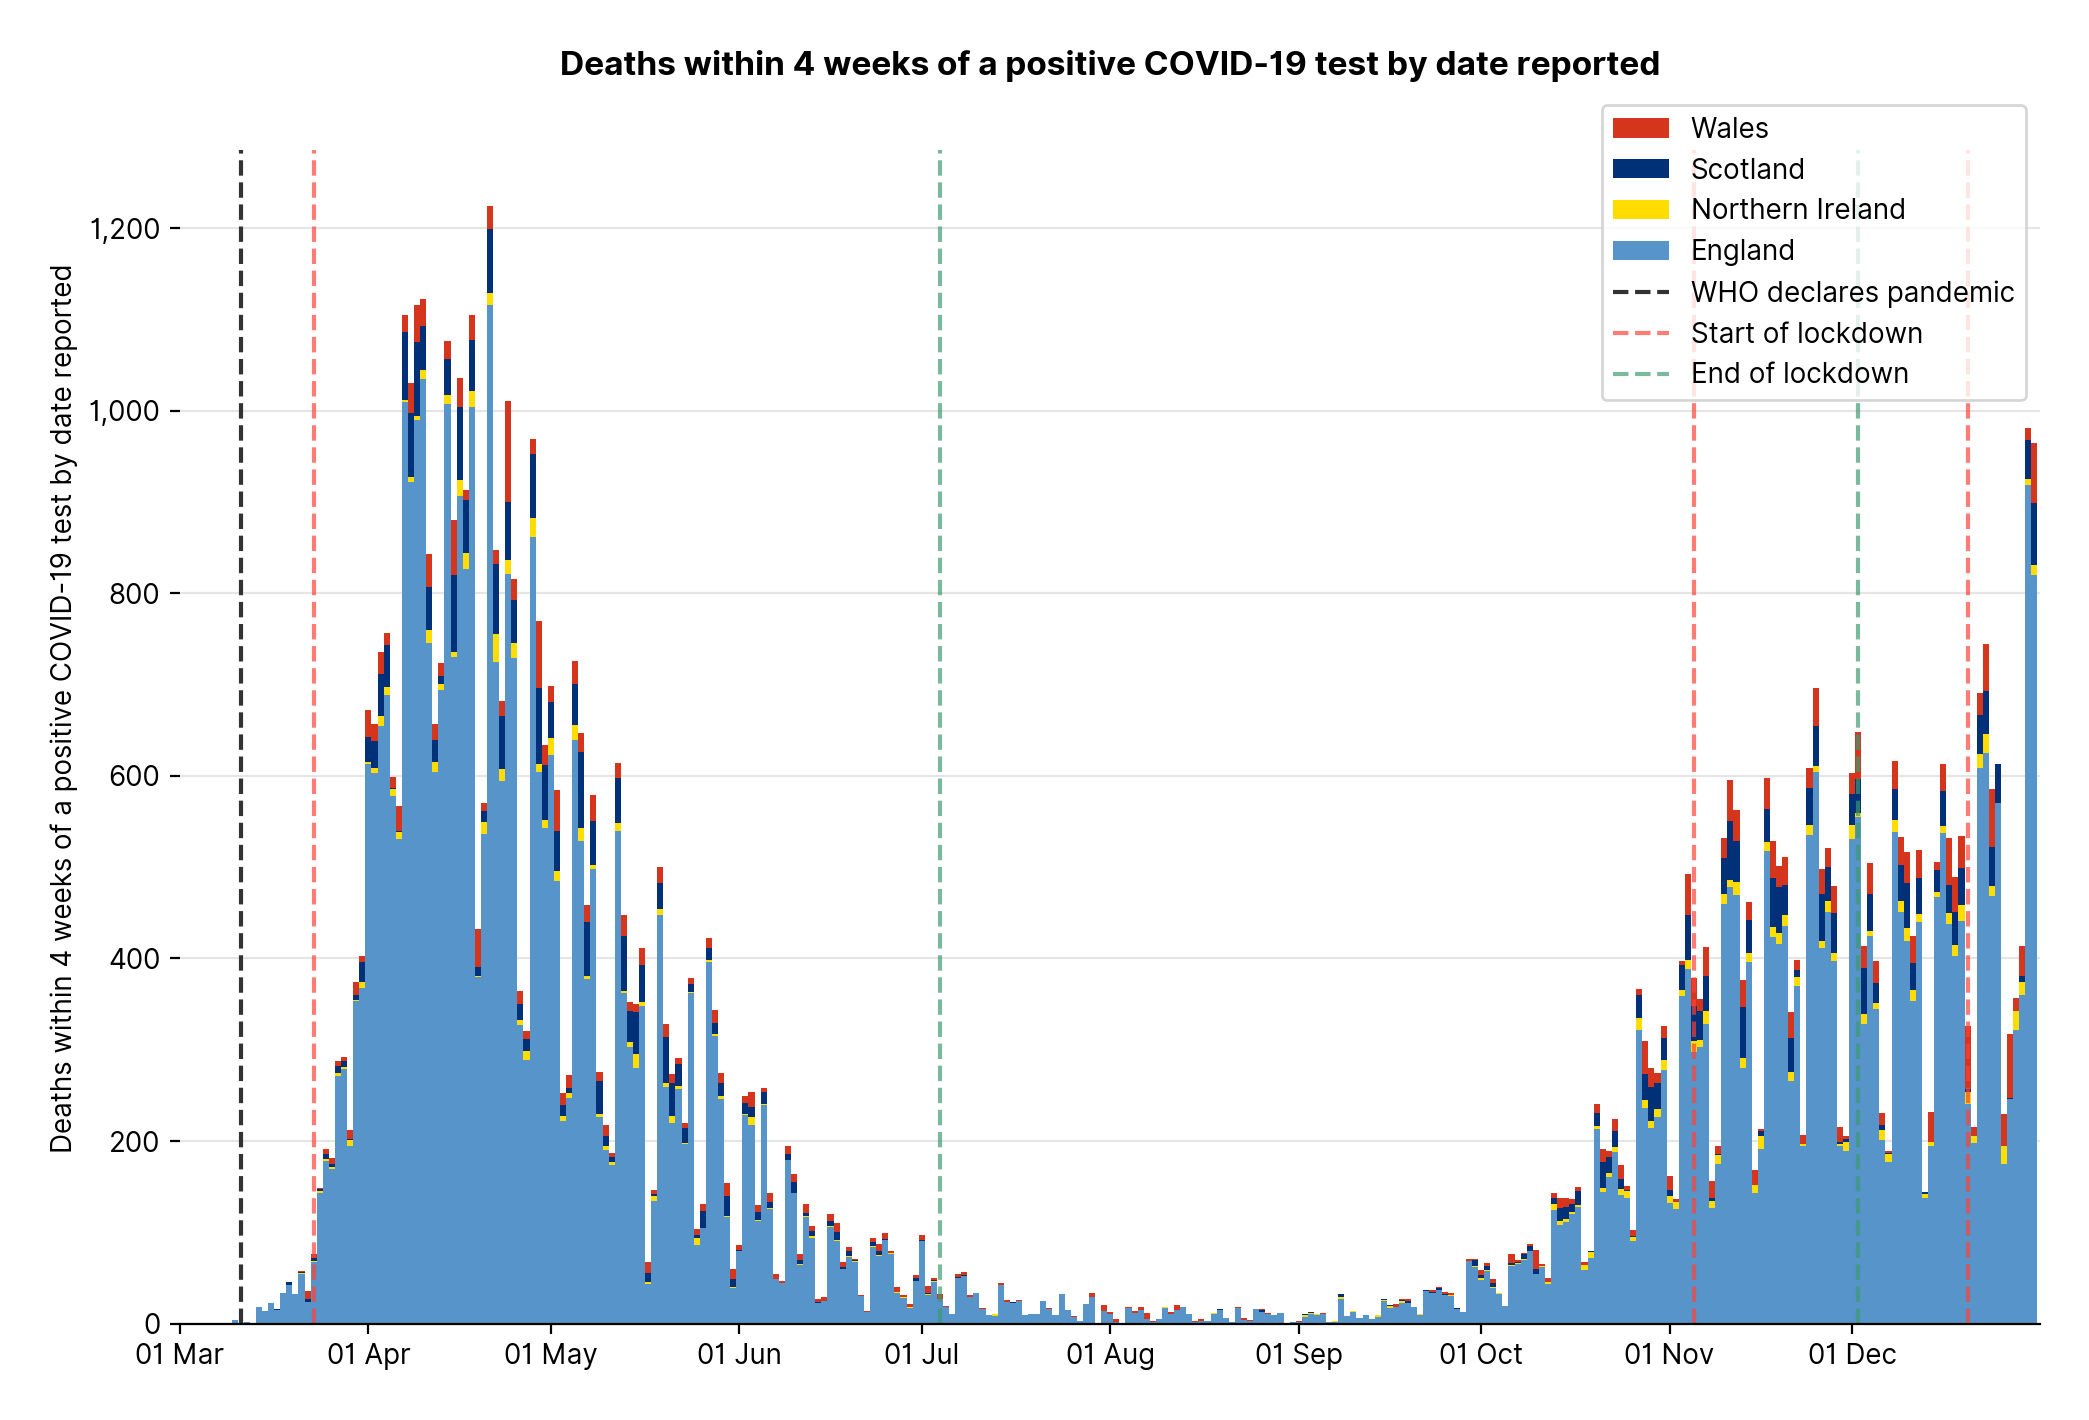 Deaths within 4 weeks of a positive COVID-19 test by date reported
Wales
Scotland
Northern Ireland
England
WHO declares pandemic
Start of lockdown
End of lockdown
Deaths within 4 weeks of a positive COVID-19 test by date reported
1,200
1,000
800
600
400
200
0
01 Mar
01 Apr
01 May
01 Jun
01 Jul
01 Aug
01 Sep
01 Oct
01 Nov
01 Dec